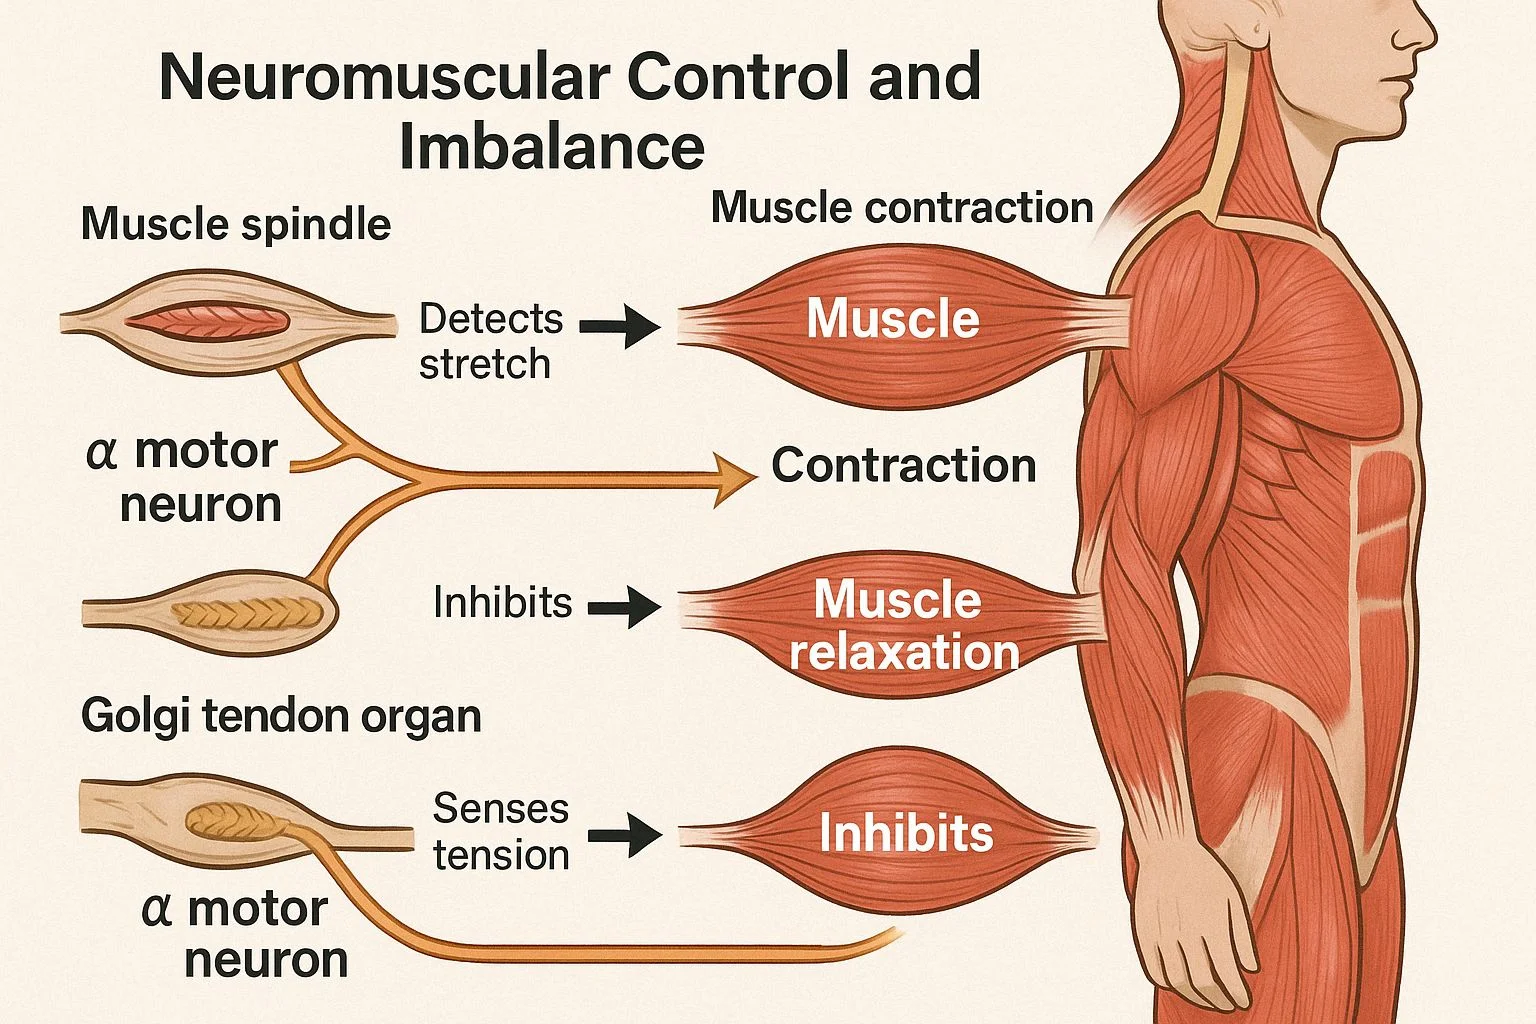 Neuromuscular Control and
Imbalance
Muscle spindle
Muscle contraction
Detects
stretch
Muscle
α motor
neuron
Contraction
Inhibits
Muscle
relaxation
Golgi tendon organ
Senses
tension
Inhibits
α motor
neuron